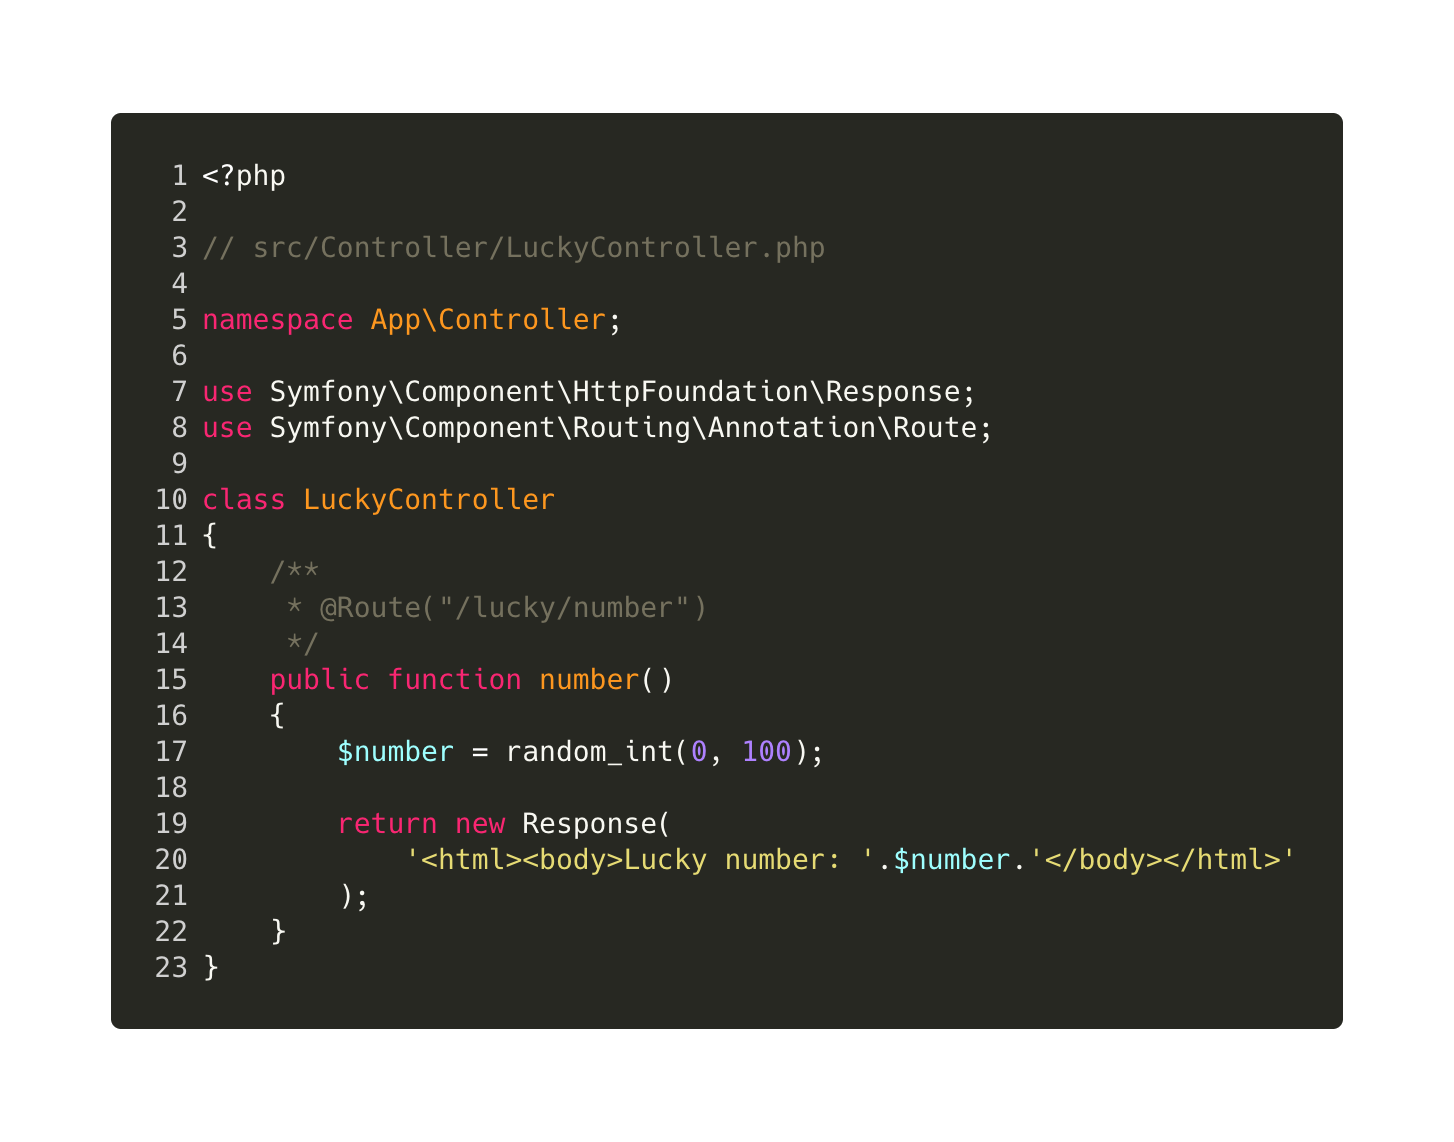 1 <?php
2
3 // src/Controller/LuckyController.php
4
5 namespace App\Controller;
6
7 use Symfony\Component\HttpFoundation\Response;
8 use Symfony\Component\Routing\Annotation\Route;
9
10 class LuckyController
11 {
12     /**
13      * @Route("/lucky/number")
14      */
15     public function number()
16     {
17         $number = random_int(0, 100);
18
19         return new Response(
20             '<html><body>Lucky number: '.$number.'</body></html>'
21         );
22     }
23 }